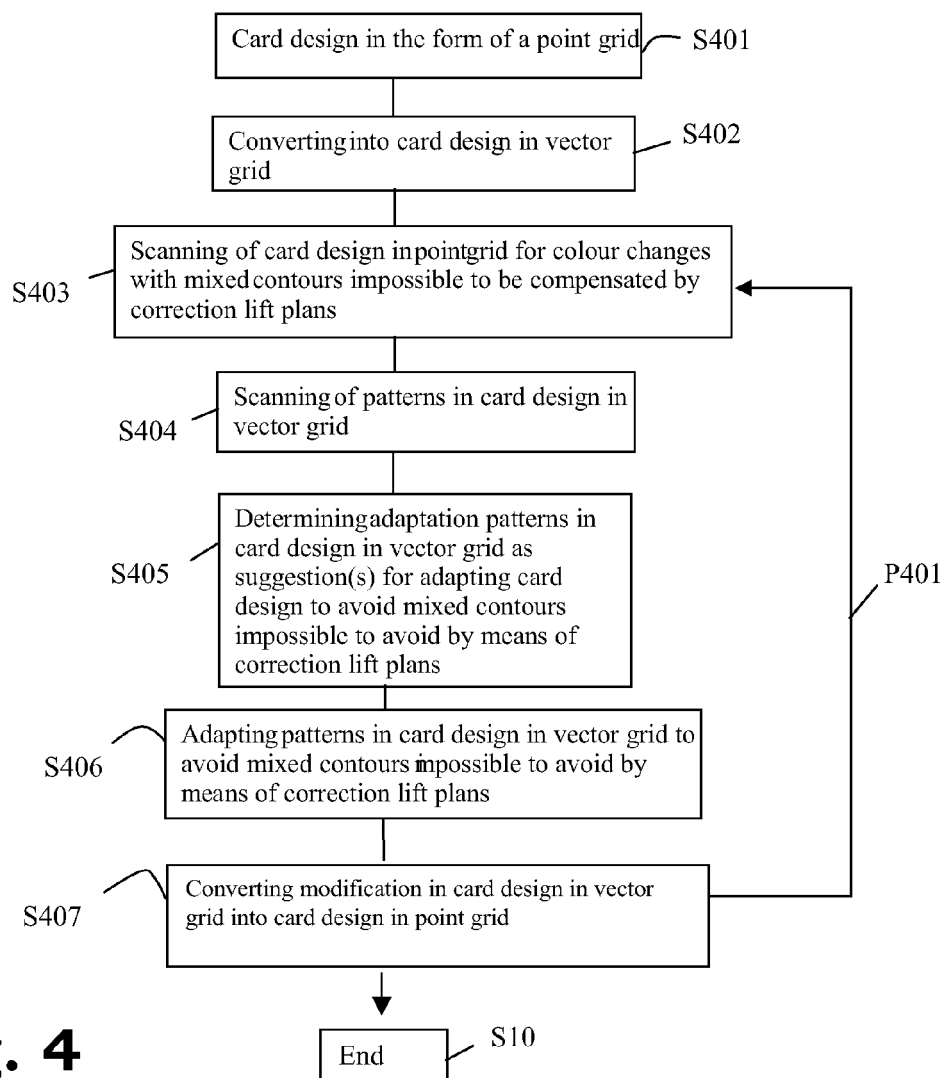 Card design in the form of a point grid
S401
Converting into card design in vector
grid
S402
Scanning of card design in pointgrid for colour changes
with mixed contours impossible to be compensated by
correction lift plans
S403
Scanning of patterns in card design in
vector grid
S404
Determining adaptation patterns in
card design in vector grid as
suggestion(s) for adapting card
design to avoid mixed contours
impossible to avoid by means of
correction lift plans
S405
P401
Adapting patterns in card design in vector grid to
avoid mixed contours impossible to avoid by
means of correction lift plans
S406
Converting modification in card design in vector
grid into card design in point grid
S407
End
S10
. 4